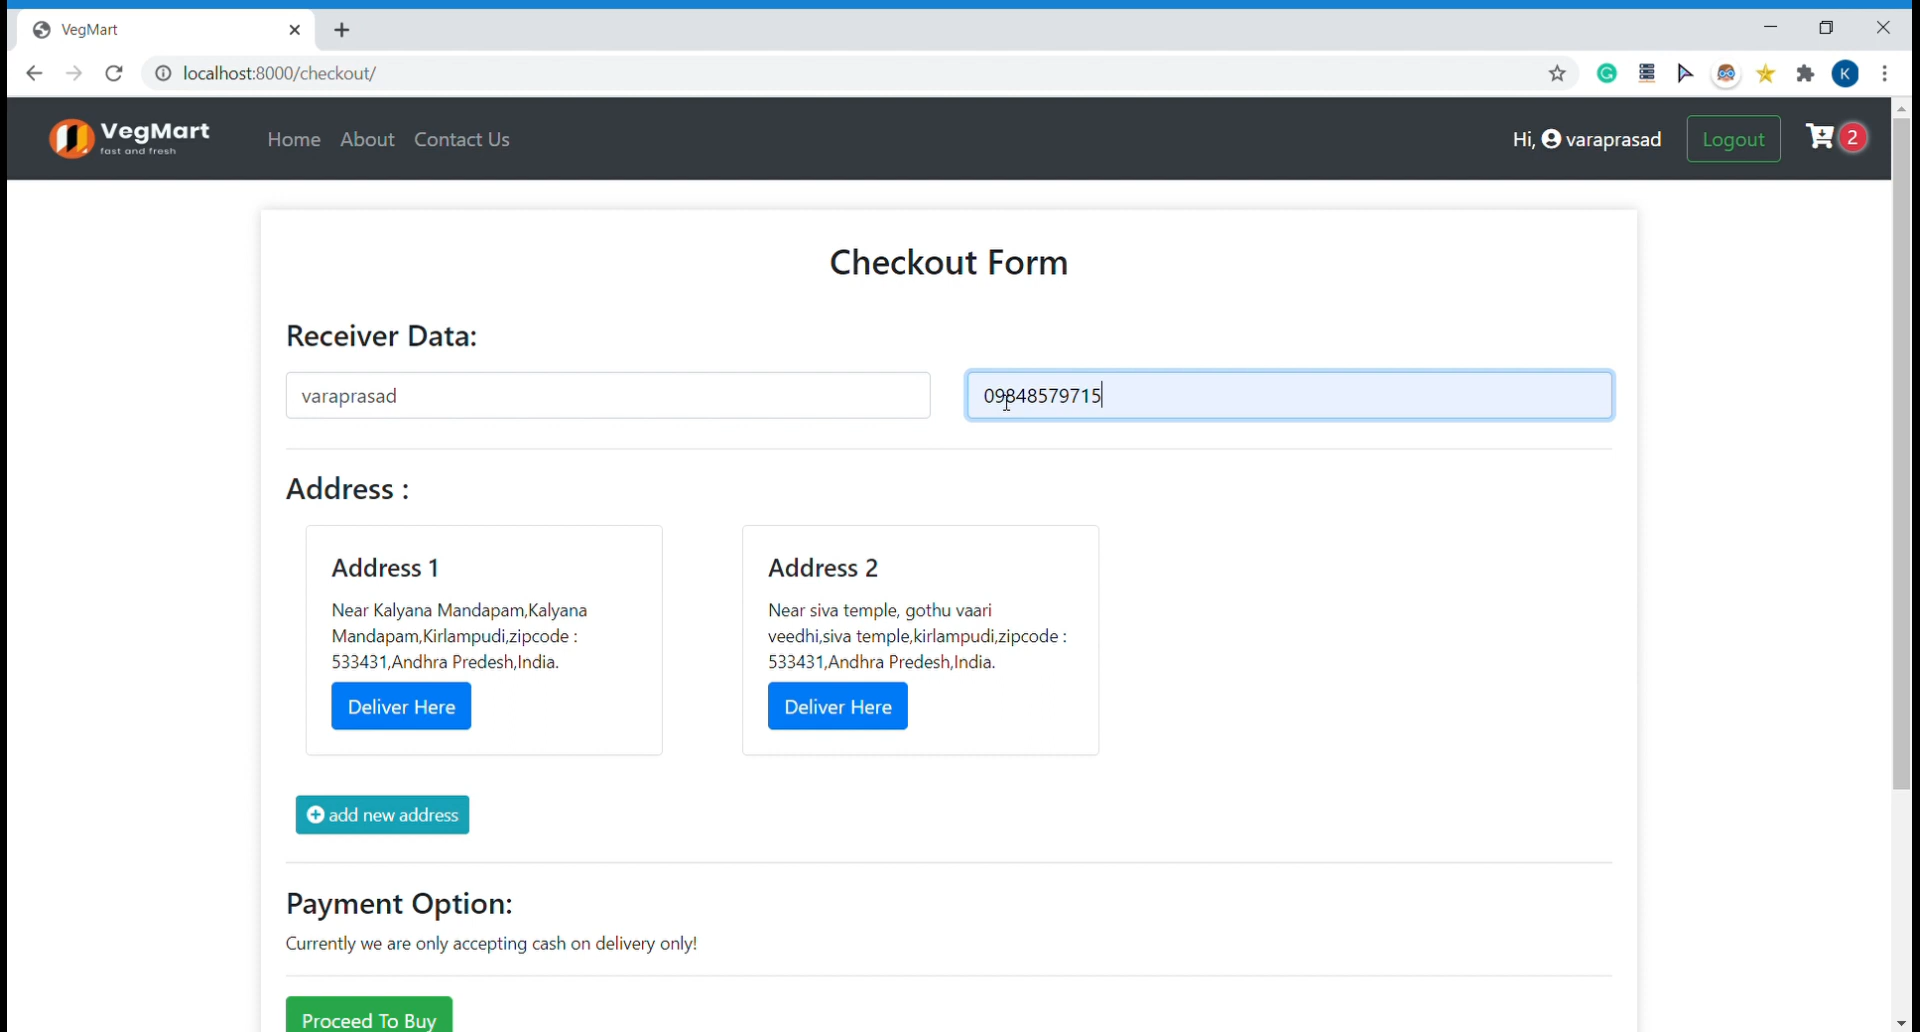 VegMart
localhost:8000/checkout/
K
VegMart
fast and fresh
Home About Contact Us
Hi, varaprasad
Logout
2
Checkout Form
Receiver Data:
varaprasad
09848579715
Address :
Address 1
Near Kalyana Mandapam,Kalyana
Mandapam,Kirlampudi,zipcode :
533431,Andhra Predesh,India.
Deliver Here
Address 2
Near siva temple, gothu vaari
veedhi,siva temple,kirlampudi,zipcode :
533431,Andhra Predesh,India.
Deliver Here
add new address
Payment Option:
Currently we are only accepting cash on delivery only!
Proceed To Buy